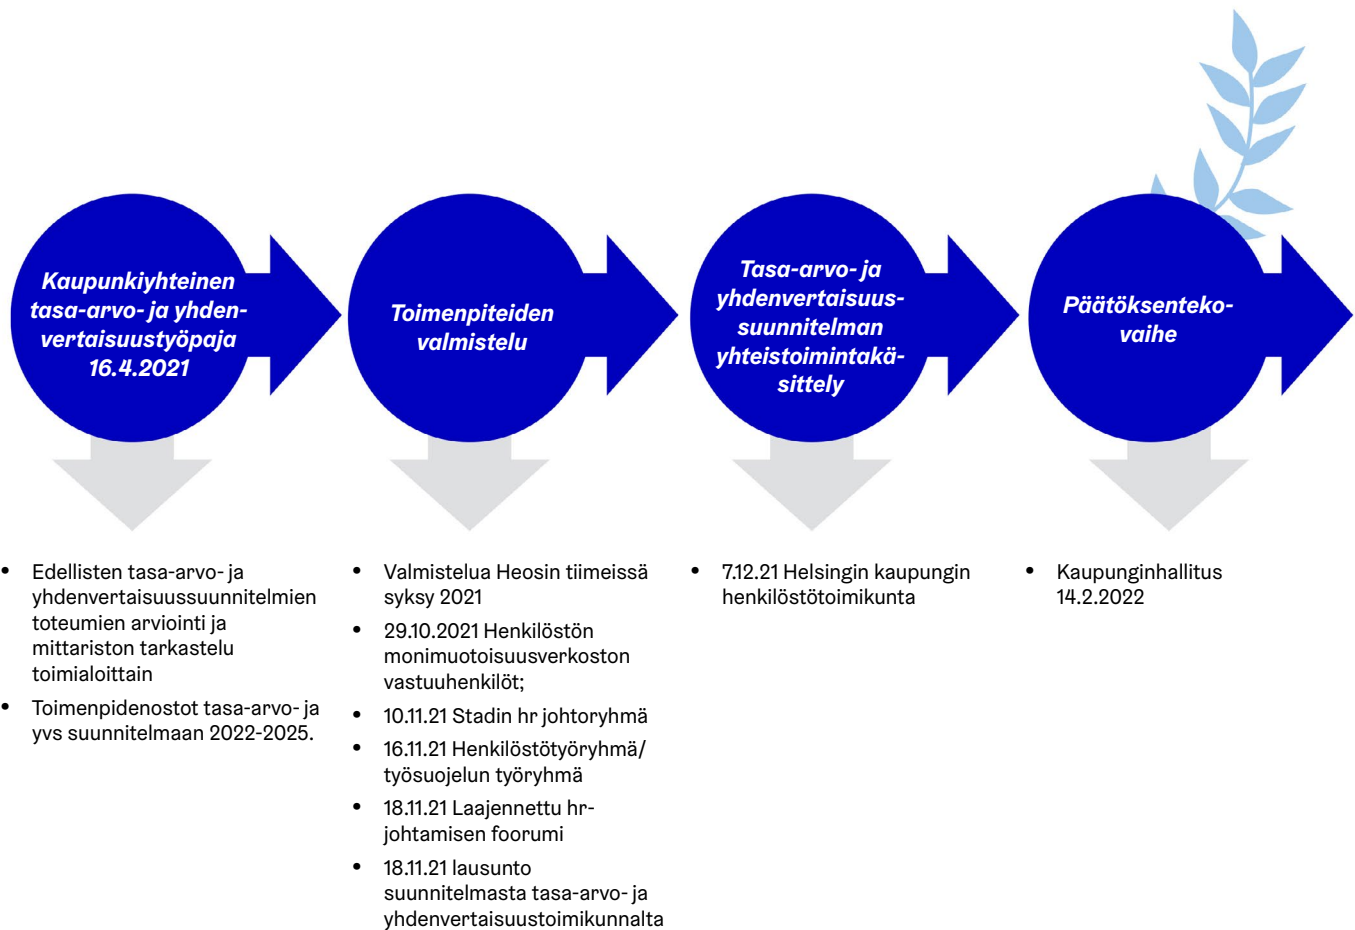 Kaupunkiyhteinen
tasa-arvo- ja yhden-
vertaisuustyöpaja
16.4.2021
Toimenpiteiden
valmistelu
Tasa-arvo- ja
yhdenvertaisuus-
suunnitelman
yhteistoimintakä-
sittely
Päätöksenteko-
vaihe
• Edellisten tasa-arvo- ja
yhdenvertaisuussuunnitelmien
toteumien arviointi ja
mittariston tarkastelu
toimialoittain
• Toimenpidenostot tasa-arvo- ja
yvs suunnitelmaan 2022-2025.
• Valmistelua Heosin tiimeissä
syksy 2021
• 29.10.2021 Henkilöstön
monimuotoisuusverkoston
vastuuhenkilöt;
• 10.11.21 Stadin hr johtoryhmä
• 16.11.21 Henkilöstötyöryhmä/
työsuojelun työryhmä
• 18.11.21 Laajennettu hr-
johtamisen foorumi
• 18.11.21 lausunto
suunnitelmasta tasa-arvo- ja
yhdenvertaisuustoimikunnalta
• 7.12.21 Helsingin kaupungin
henkilöstötoimikunta
• Kaupunginhallitus
14.2.2022